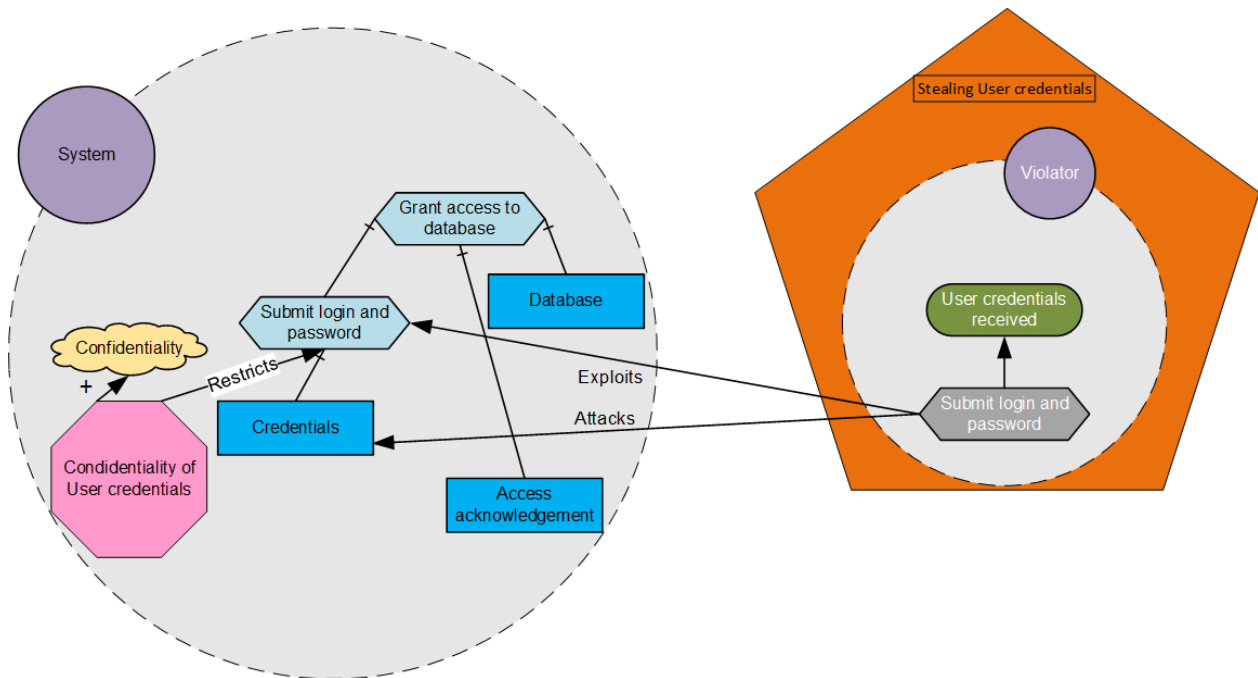 Stealing User credentials
System
Violator
Grant access to
database
Database
User credentials
received
Submit login and
password
Confidentiality
+
Restricts
Exploits
Attacks
Submit login and
password
Credentials
Condidentiality of
User credentials
Access
acknowledgement